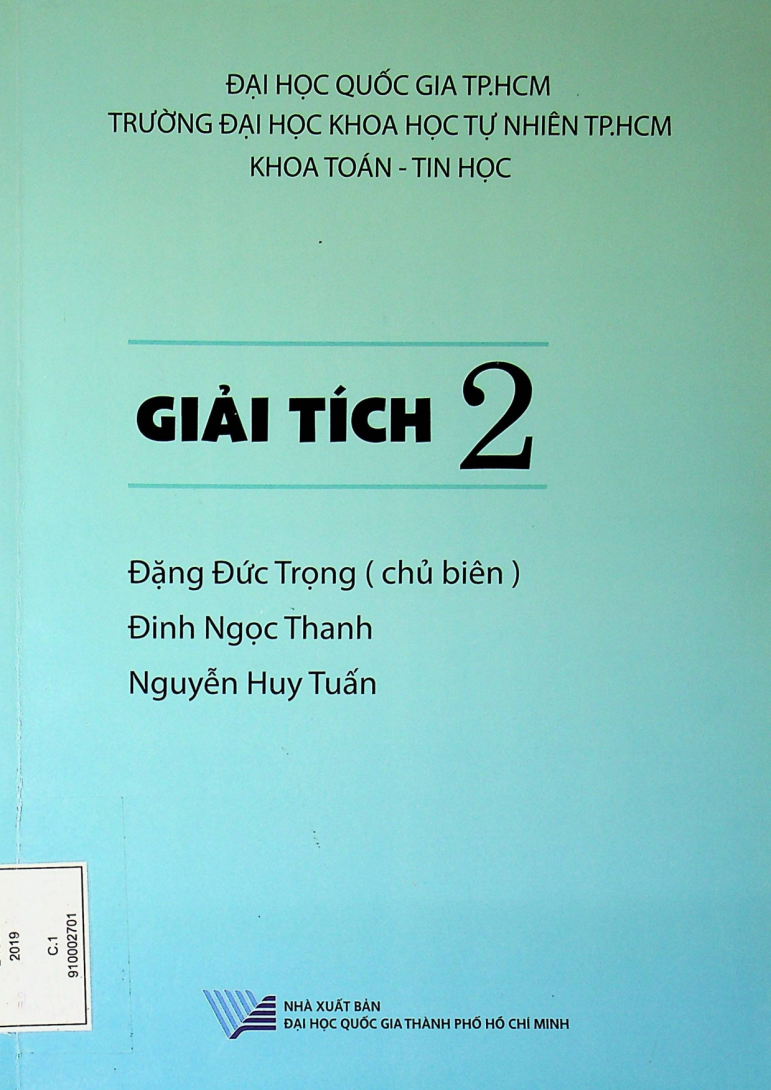 ĐẠI HỌC QUỐC GIA TP.HCM
TRƯỜNG ĐẠI HỌC KHOA HỌC TỰ NHIÊN TP.HCM
KHOA TOÁN - TIN HỌC
GIẢI TÍCH 2
Đặng Đức Trọng ( chủ biên )
Đinh Ngọc Thanh
Nguyễn Huy Tuấn
2019
C.1
910002701
NHÀ XUẤT BẢN
ĐẠI HỌC QUỐC GIA THÀNH PHỐ HỒ CHÍ MINH